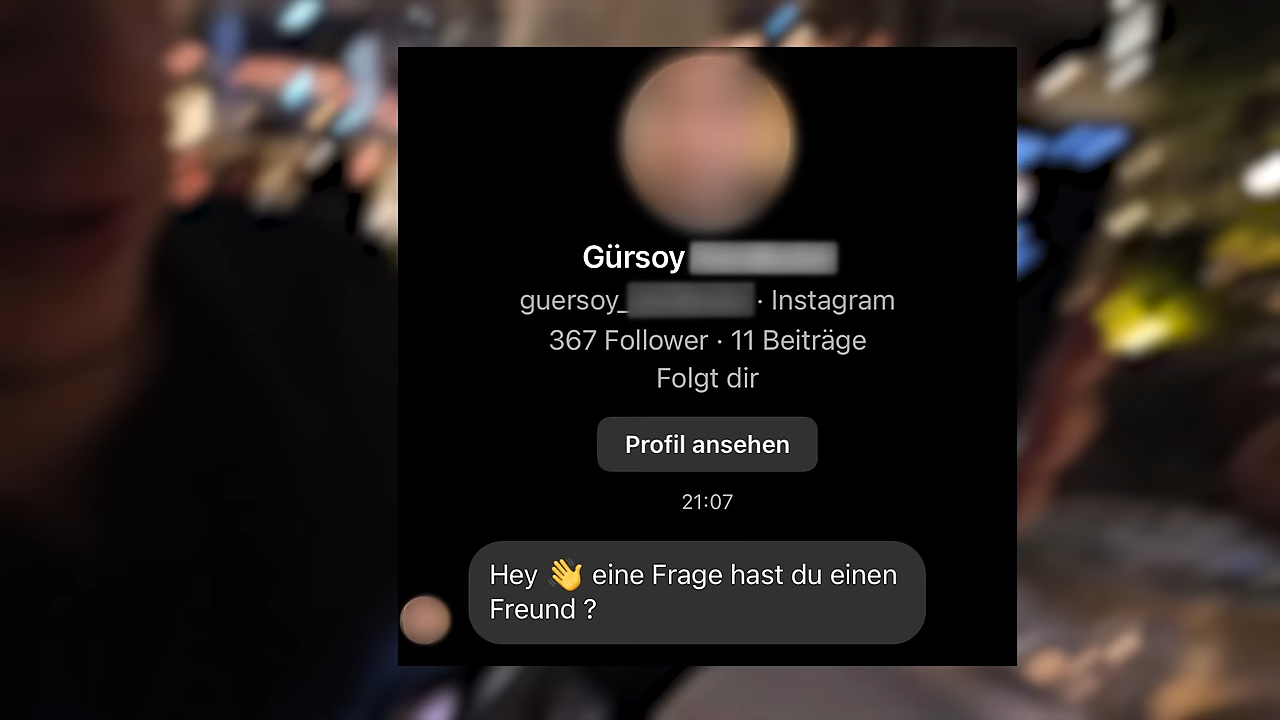 Gürsoy
guersoy_ · Instagram
367 Follower · 11 Beiträge
Folgt dir
Profil ansehen
21:07
Hey 👋 eine Frage hast du einen
Freund ?